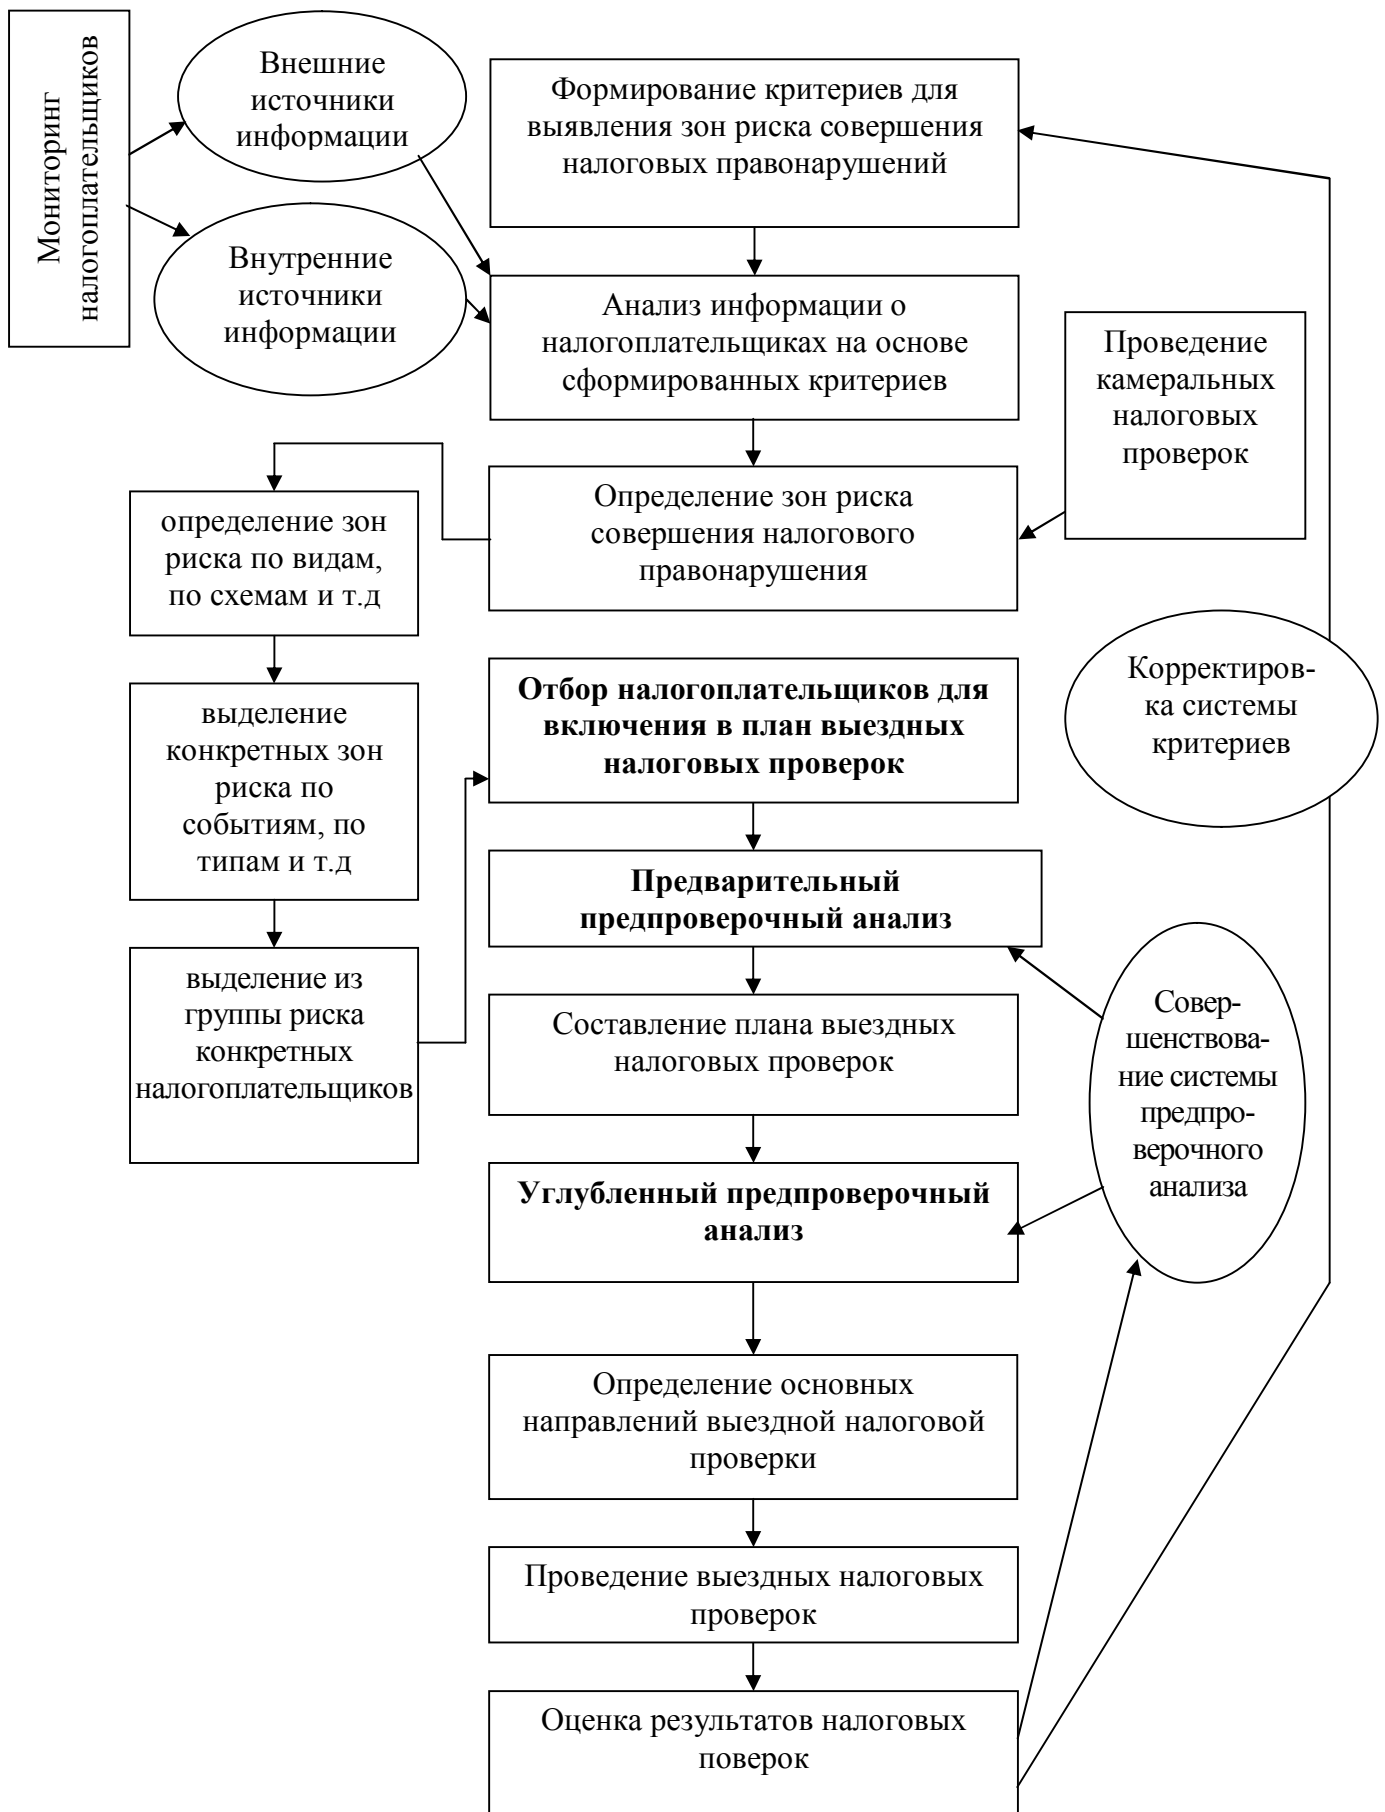 Мониторинг
налогоплательщиков
Внешние
источники
информации
Внутренние
источники
информации
Формирование критериев для
выявления зон риска совершения
налоговых правонарушений
Анализ информации о
налогоплательщиках на основе
сформированных критериев
Проведение
камеральных
налоговых
проверок
Определение зон риска
совершения налогового
правонарушения
определение зон
риска по видам,
по схемам и т.д
выделение
конкретных зон
риска по
событиям, по
типам и т.д
выделение из
группы риска
конкретных
налогоплательщиков
Отбор налогоплательщиков для
включения в план выездных
налоговых проверок
Корректиров-
ка системы
критериев
Предварительный
предпроверочный анализ
Составление плана выездных
налоговых проверок
Совер-
шенствова-
ние системы
предпро-
верочного
анализа
Углубленный предпроверочный
анализ
Определение основных
направлений выездной налоговой
проверки
Проведение выездных налоговых
проверок
Оценка результатов налоговых
поверок